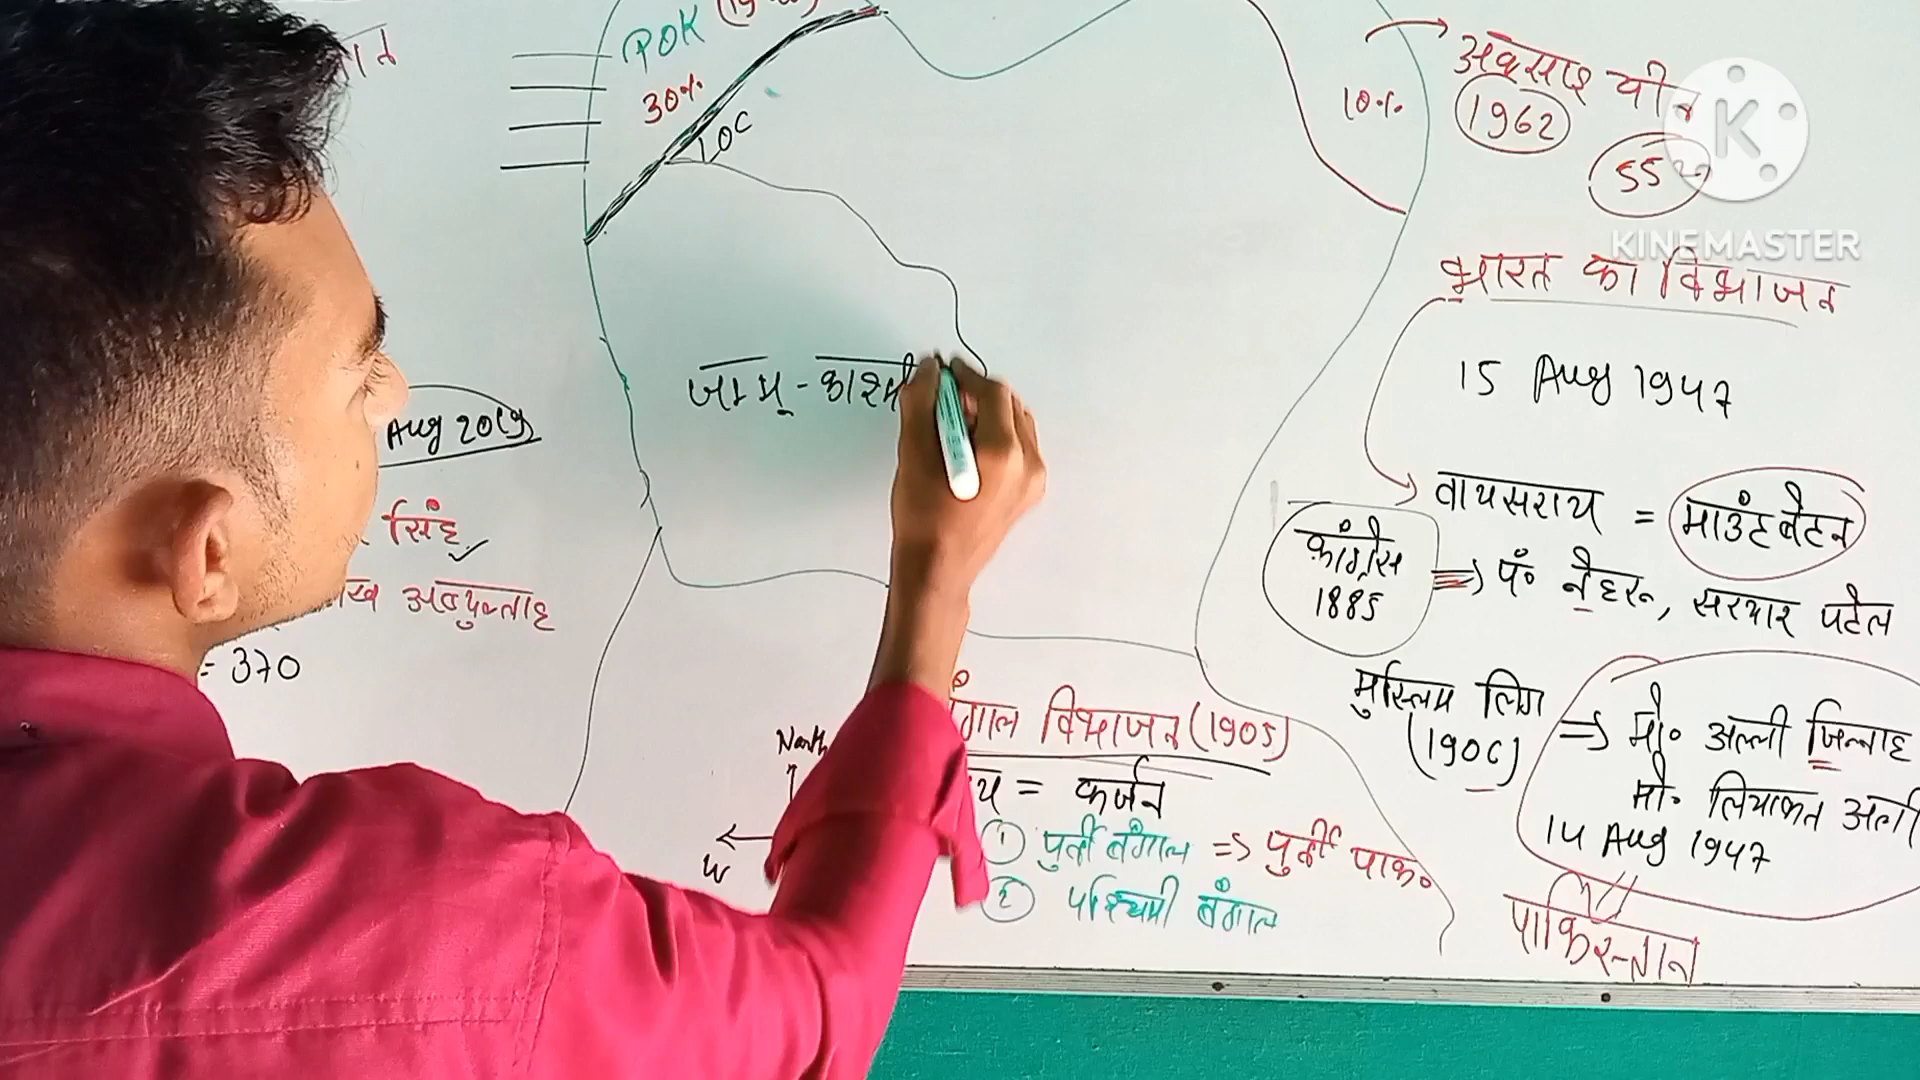 POK
30%
LOC
जम्मू - काश्मी
10%
अक्साइ चीन
1962
55
K
KINEMASTER
भारत का विभाजन
15 Aug 1947
वायसराय = माउंटबेटन
कांग्रेस
1885
=> पं० नेहरू, सरदार पटेल
मुस्लिम लिग
(1906)
=> मो० अल्ली जिन्नाह
मो० लियाकत अली
14 Aug 1947
पाकिस्तान
Aug 2019
सिंह
= 370
North
W
गाल विभाजन (1905)
य = कर्जन
① पुर्वी बंगाल => पुर्वी पाक०
② पश्चिमी बंगाल